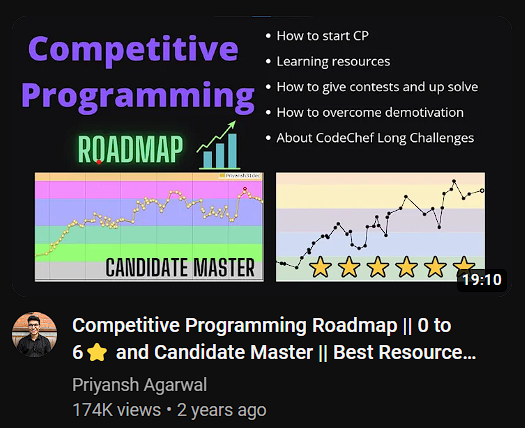 Competitive
Programming
ROADMAP
• How to start CP
• Learning resources
• How to give contests and up solve
• How to overcome demotivation
• About CodeChef Long Challenges
CANDIDATE MASTER
19:10
Competitive Programming Roadmap || 0 to
6⭐ and Candidate Master || Best Resource...
Priyansh Agarwal
174K views • 2 years ago